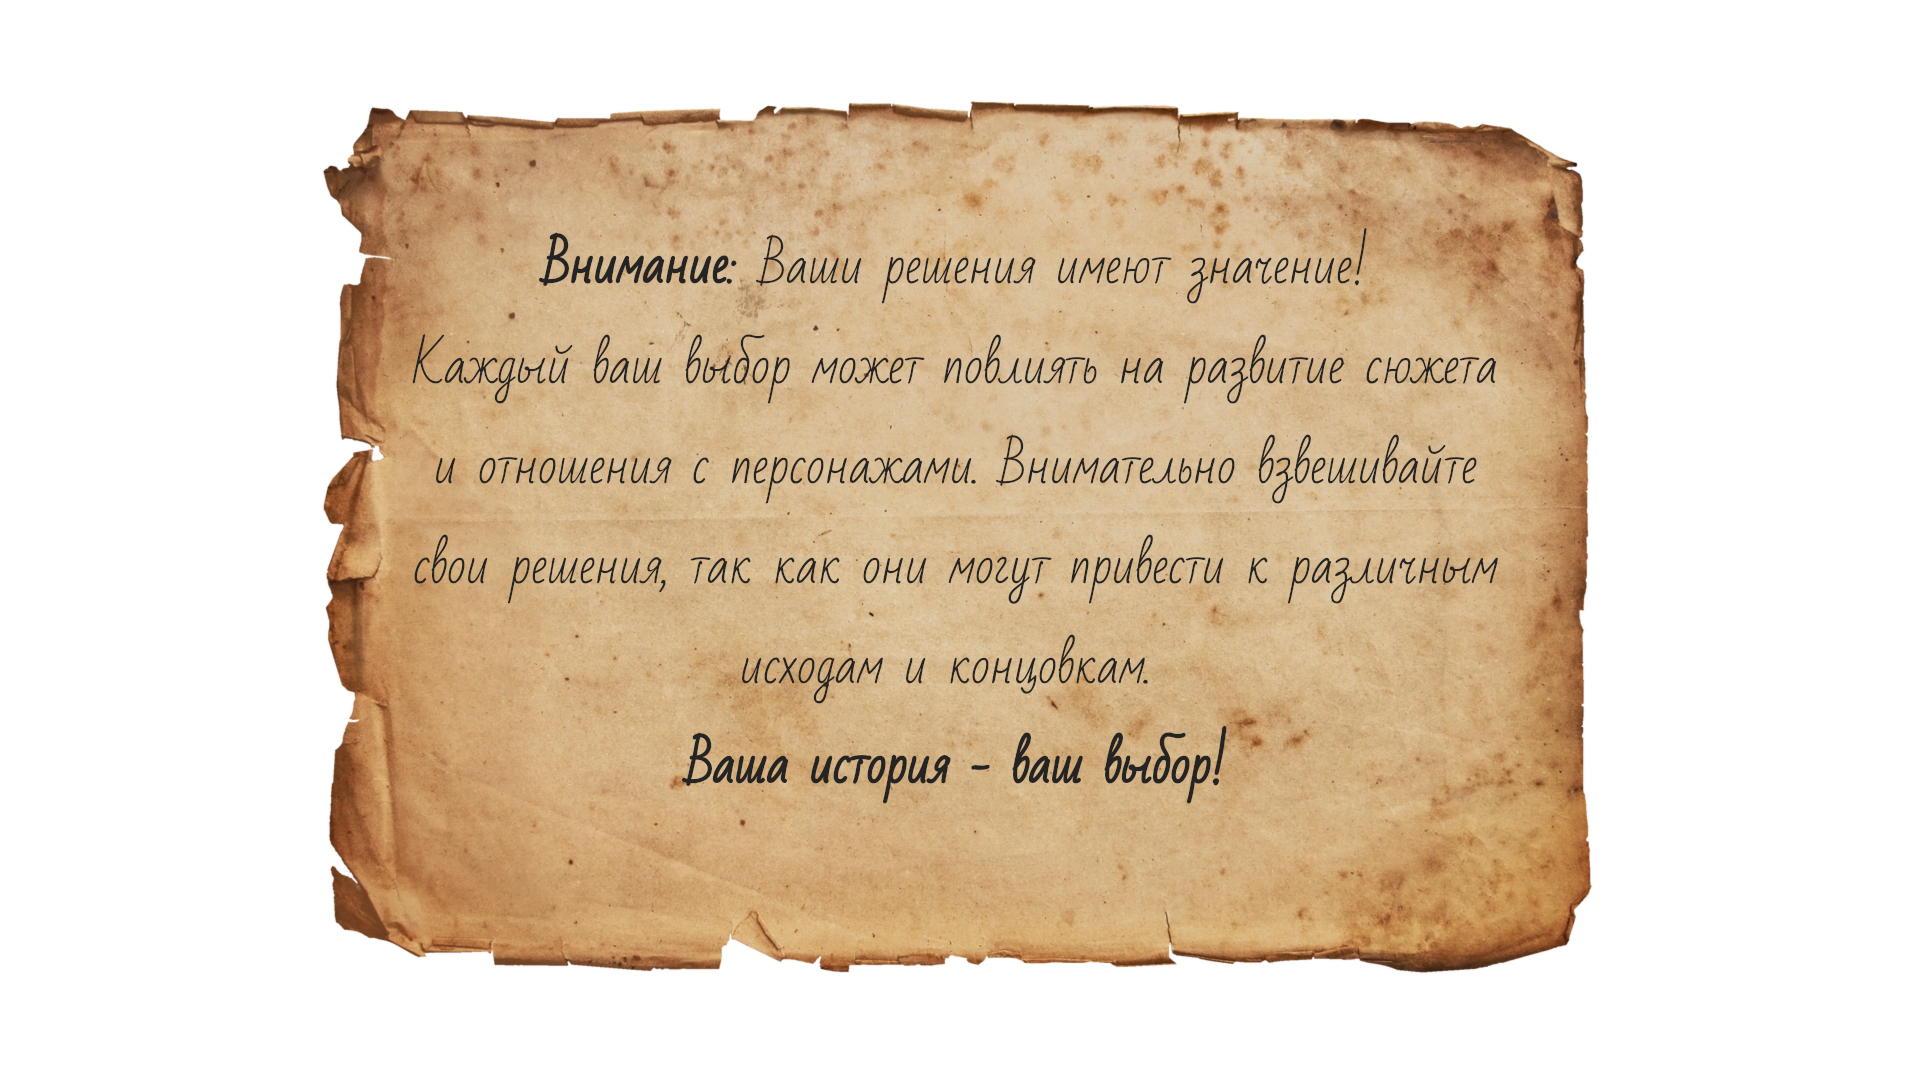 Внимание: Ваши решения имеют значение!
Каждый ваш выбор может повлиять на развитие сюжета
и отношения с персонажами. Внимательно взвешивайте
свои решения, так как они могут привести к различным
исходам и концовкам.
Ваша история - ваш выбор!